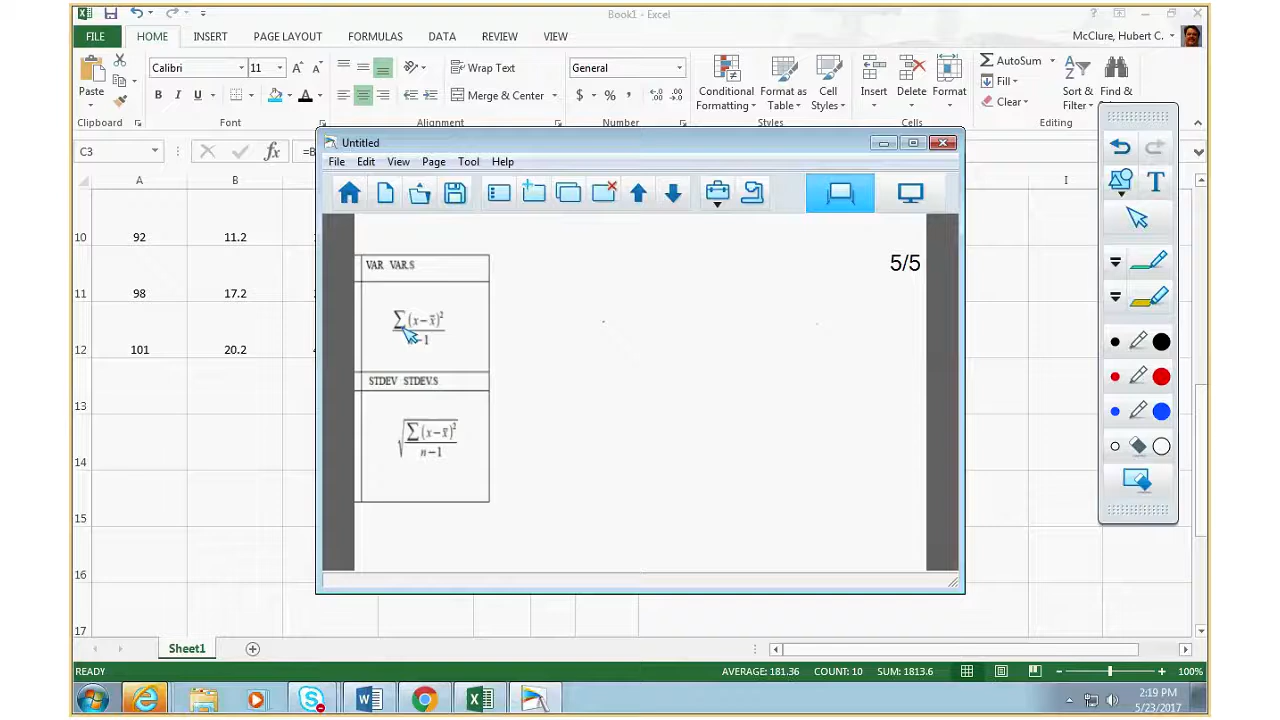 Book1 - Excel
FILE HOME INSERT PAGE LAYOUT FORMULAS DATA REVIEW VIEW McClure, Hubert C.
Paste
Clipboard
Calibri 11
B I U A
Font
Wrap Text
Merge & Center
Alignment
General
$ % ,
Number
Conditional Formatting
Format as Table
Cell Styles
Styles
Insert Delete Format
Cells
AutoSum
Fill
Clear
Sort & Filter
Find &
Editing
C3 fx =B
A B I
10 92 11.2
11 98 17.2
12 101 20.2
13
14
15
16
17
Untitled
File Edit View Page Tool Help
5/5
VAR VAR.S
∑(x−x̄)²
−1
STDEV STDEV.S
√∑(x−x̄)²
n−1
T
Sheet1
READY AVERAGE: 181.36 COUNT: 10 SUM: 1813.6 100%
2:19 PM
5/23/2017